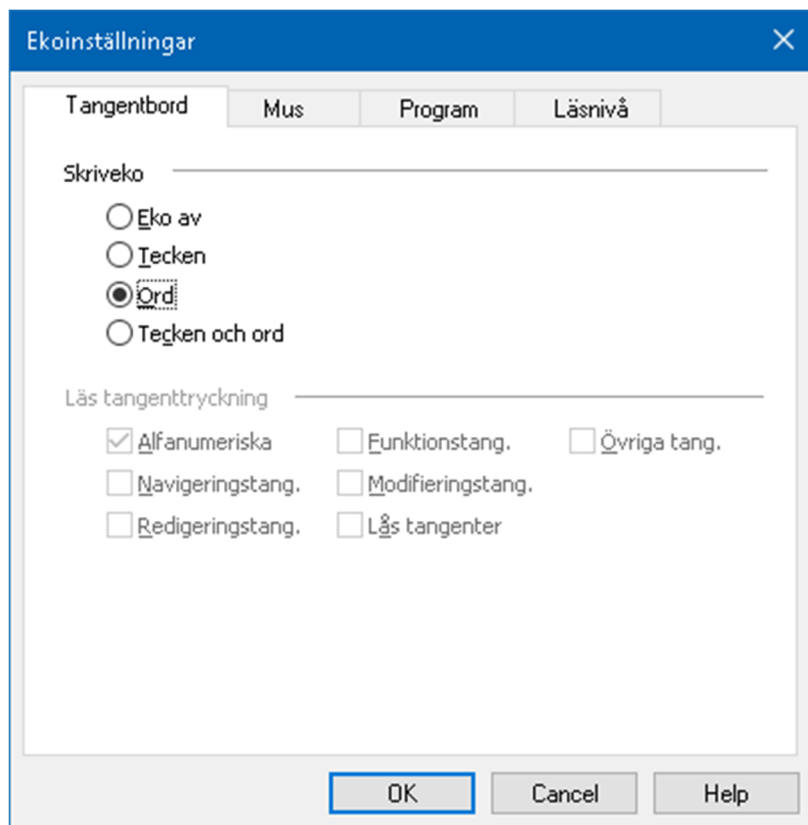 Ekoinställningar
Tangentbord Mus Program Läsnivå
Skriveko
Eko av
Tecken
Ord
Tecken och ord
Läs tangenttryckning
Alfanumeriska Funktionstang. Övriga tang.
Navigeringstang. Modifieringstang.
Redigeringstang. Lås tangenter
OK Cancel Help